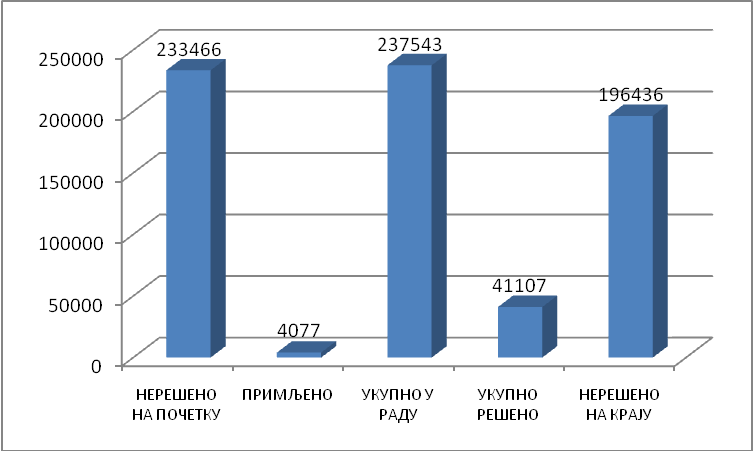 233466
237543
196436
41107
4077
250000
200000
150000
100000
50000
0
НЕРЕШЕНО
НА ПОЧЕТКУ
ПРИМЉЕНО
УКУПНО У
РАДУ
УКУПНО
РЕШЕНО
НЕРЕШЕНО
НА КРАЈУ